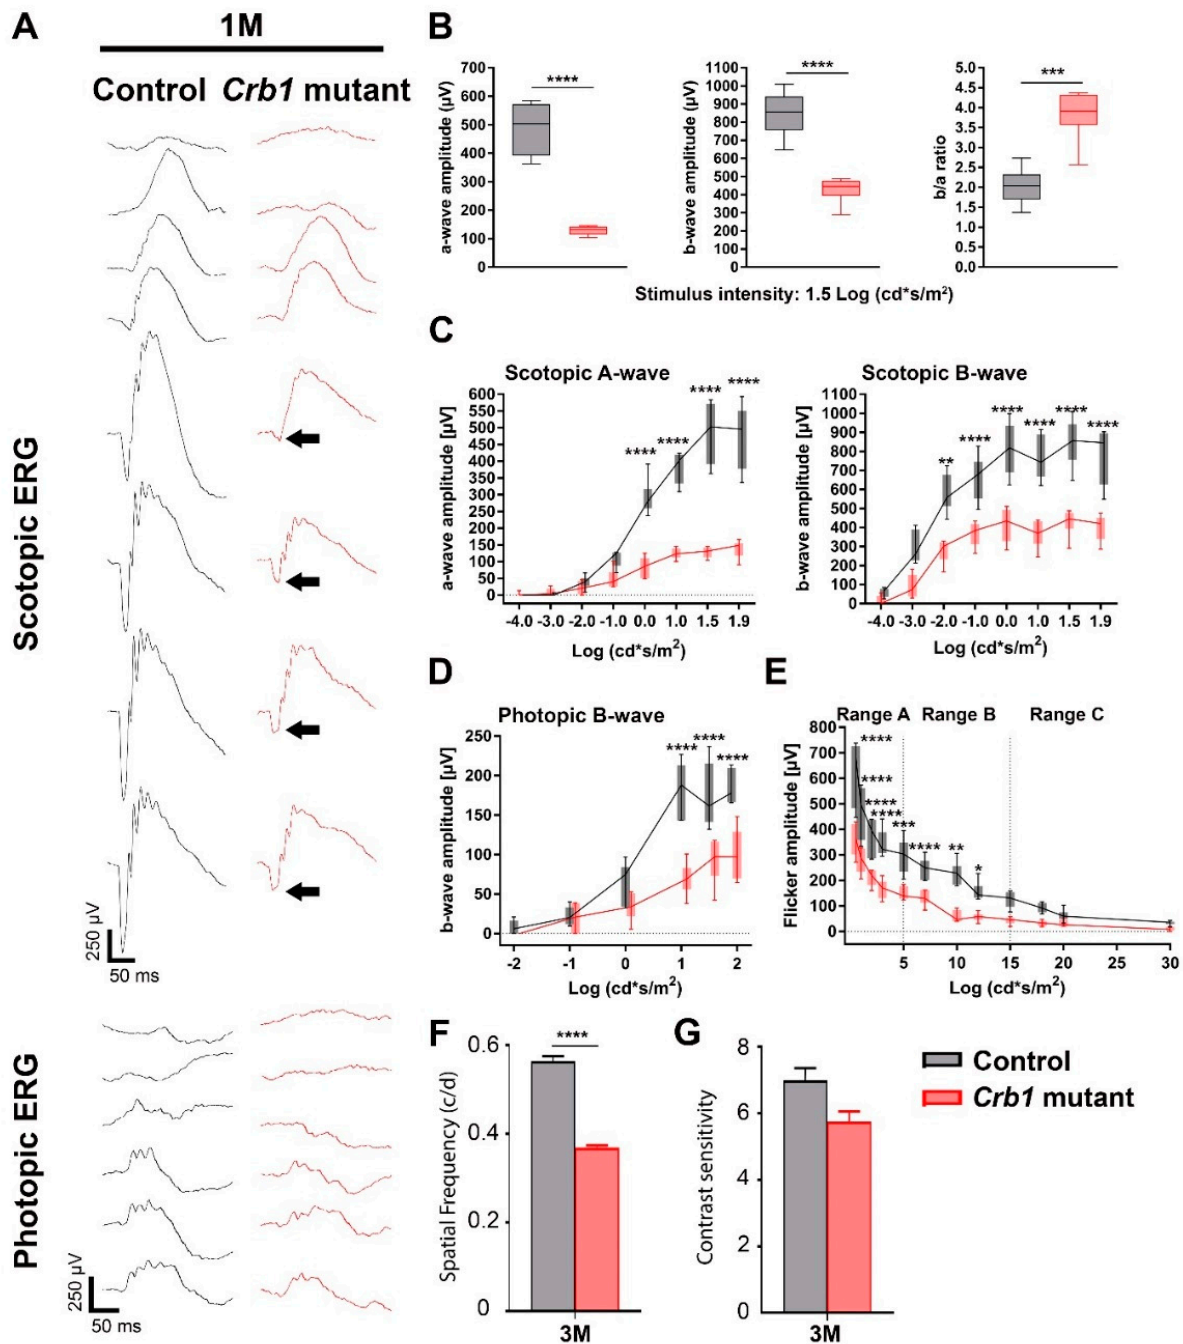 A
1M
Control Crb1 mutant
Scotopic ERG
250 µV
50 ms
Photopic ERG
250 µV
50 ms
B
a-wave amplitude (µV)
700
600
500
400
300
200
100
0
****
b-wave amplitude (µV)
1100
1000
900
800
700
600
500
400
300
200
100
0
****
b/a ratio
5.0
4.5
4.0
3.5
3.0
2.5
2.0
1.5
1.0
0.5
0.0
***
Stimulus intensity: 1.5 Log (cd*s/m²)
C
Scotopic A-wave
a-wave amplitude [µV]
600
550
500
450
400
350
300
250
200
150
100
50
0
**** **** **** ****
-4.0 -3.0 -2.0 -1.0 0.0 1.0 1.5 1.9
Log (cd*s/m²)
Scotopic B-wave
b-wave amplitude [µV]
1100
1000
900
800
700
600
500
400
300
200
100
0
** **** **** **** **** ****
-4.0 -3.0 -2.0 -1.0 0.0 1.0 1.5 1.9
Log (cd*s/m²)
D
Photopic B-wave
b-wave amplitude [µV]
250
200
150
100
50
0
**** **** ****
-2 -1 0 1 2
Log (cd*s/m²)
E
Range A Range B Range C
Flicker amplitude [µV]
800
700
600
500
400
300
200
100
0
****
****
****
****
*** **** ** *
5 10 15 20 25 30
Log (cd*s/m²)
F
Spatial Frequency (c/d)
0.6
0.4
0.2
0
****
3M
G
Contrast sensitivity
8
6
4
2
0
3M
Control
Crb1 mutant